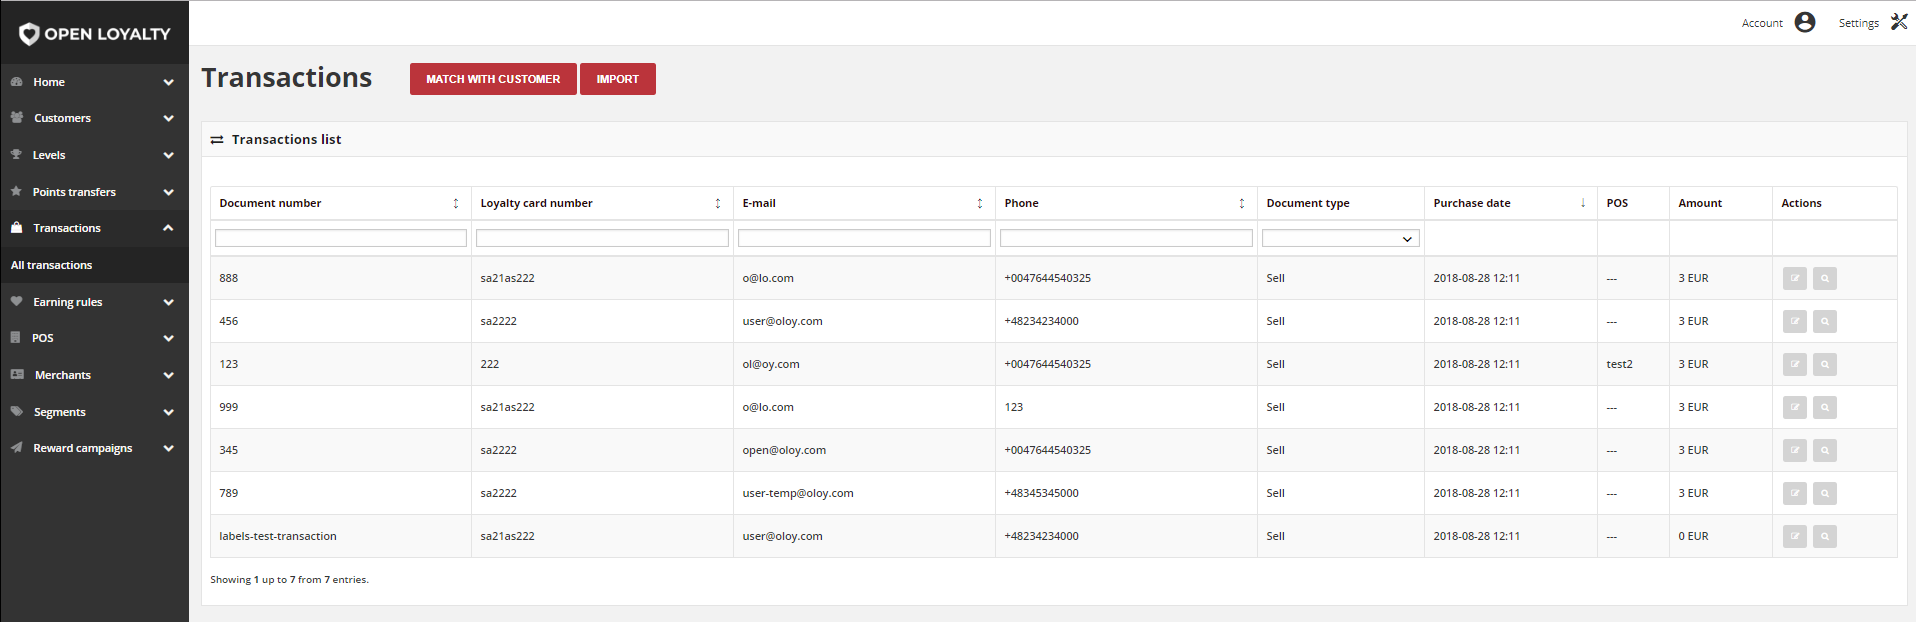 OPEN LOYALTY
Account
Settings
Home
Customers
Levels
Points transfers
Transactions
All transactions
Earning rules
POS
Merchants
Segments
Reward campaigns
Transactions MATCH WITH CUSTOMER IMPORT
Transactions list
Document number Loyalty card number E-mail Phone Document type Purchase date POS Amount Actions
888 sa21as222 o@lo.com +0047644540325 Sell 2018-08-28 12:11 --- 3 EUR
456 sa2222 user@oloy.com +48234234000 Sell 2018-08-28 12:11 --- 3 EUR
123 222 ol@oy.com +0047644540325 Sell 2018-08-28 12:11 test2 3 EUR
999 sa21as222 o@lo.com 123 Sell 2018-08-28 12:11 --- 3 EUR
345 sa2222 open@oloy.com +0047644540325 Sell 2018-08-28 12:11 --- 3 EUR
789 sa2222 user-temp@oloy.com +48345345000 Sell 2018-08-28 12:11 --- 3 EUR
labels-test-transaction sa21as222 user@oloy.com +48234234000 Sell 2018-08-28 12:11 --- 0 EUR
Showing 1 up to 7 from 7 entries.